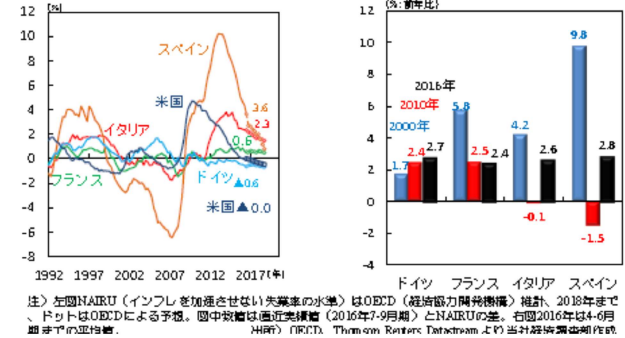 (%)
12
10
8
6
4
2
0
-2
-4
-6
-8
スペイン
米国
イタリア
フランス
ドイツ▲0.6
米国▲0.0
3.6
2.3
0.6
1992 1997 2002 2007 2012 2017(年)
(%:前年比)
12
10
8
6
4
2
0
-2
-4
2016年
2010年
2000年
1.7 2.4 2.7
5.8 2.5 2.4
4.2 -0.1 2.6
9.8 -1.5 2.8
ドイツ フランス イタリア スペイン
注）左図NAIRU（インフレを加速させない失業率の水準）はOECD（経済協力開発機構）推計、2018年まで
、ドットはOECDによる予想。図中数値は直近実績値（2016年7-9月期）とNAIRUの差。右図2016年は4-6月
期までの平均値。 出所）OECD、Thomson Reuters Datastreamより当社経済調査部作成